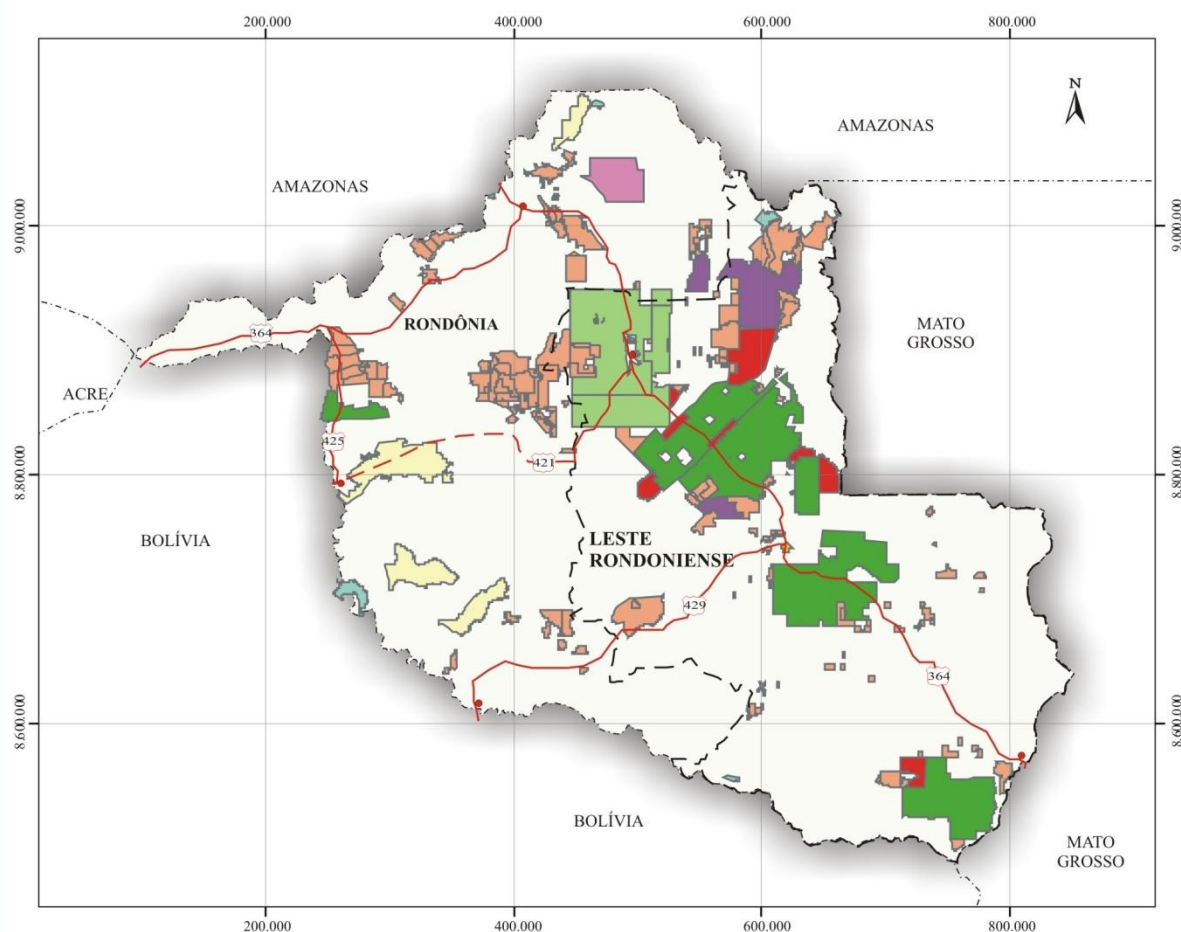 200.000
400.000
600.000
800.000
N
AMAZONAS
AMAZONAS
9.000.000
9.000.000
RONDÔNIA
364
MATO
GROSSO
ACRE
425
421
8.800.000
8.800.000
BOLÍVIA
LESTE
RONDONIENSE
429
364
8.600.000
8.600.000
BOLÍVIA
MATO
GROSSO
200.000
400.000
600.000
800.000